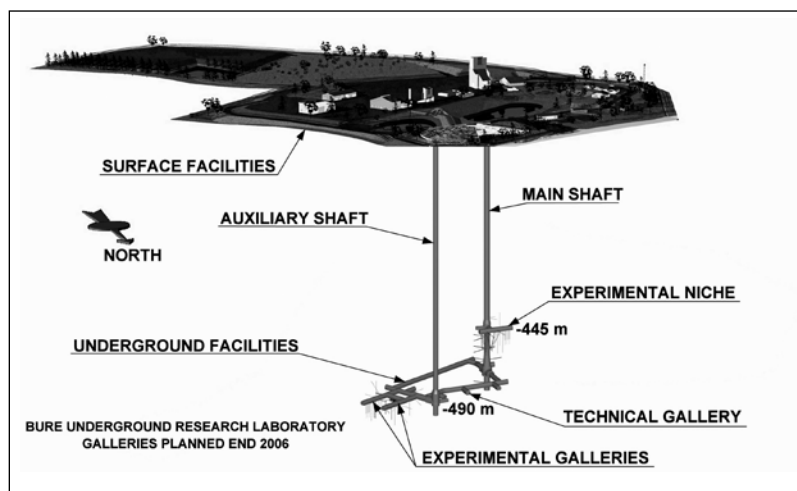 SURFACE FACILITIES
MAIN SHAFT
AUXILIARY SHAFT
NORTH
EXPERIMENTAL NICHE
-445 m
UNDERGROUND FACILITIES
-490 m
TECHNICAL GALLERY
BURE UNDERGROUND RESEARCH LABORATORY
GALLERIES PLANNED END 2006
EXPERIMENTAL GALLERIES